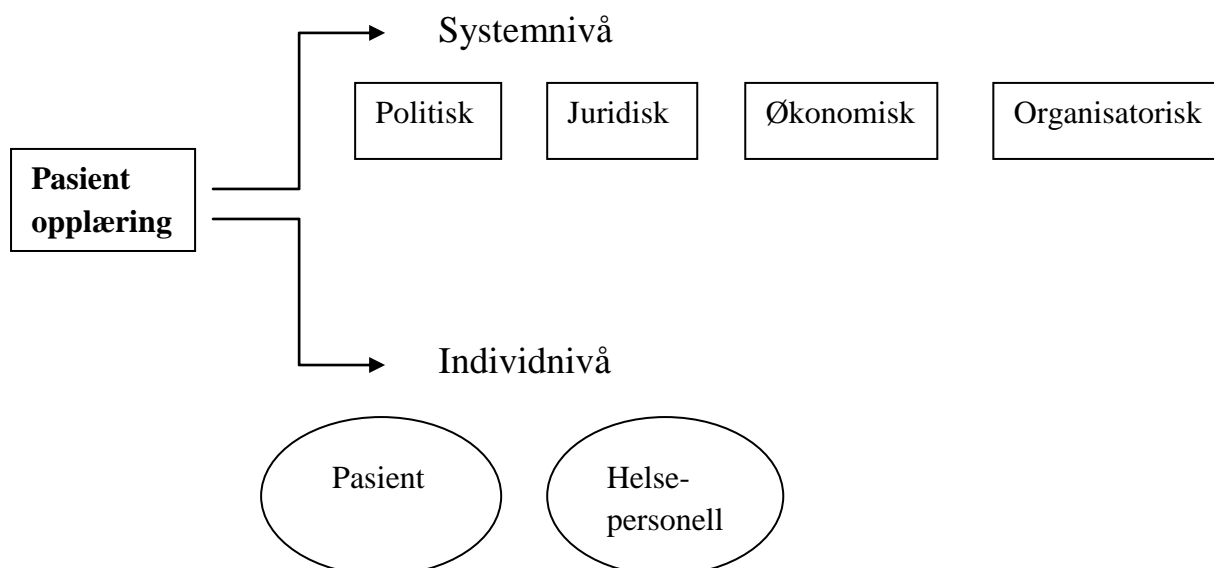 Systemnivå
Politisk
Juridisk
Økonomisk
Organisatorisk
Pasient
opplæring
Individnivå
Pasient
Helse-
personell